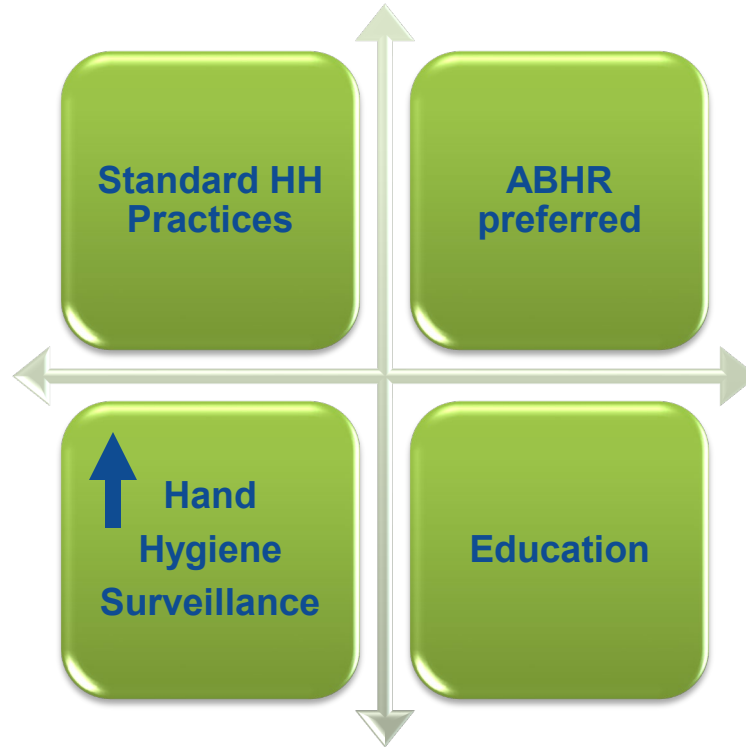 Standard HH
Practices
ABHR
preferred
Hand
Hygiene
Surveillance
Education